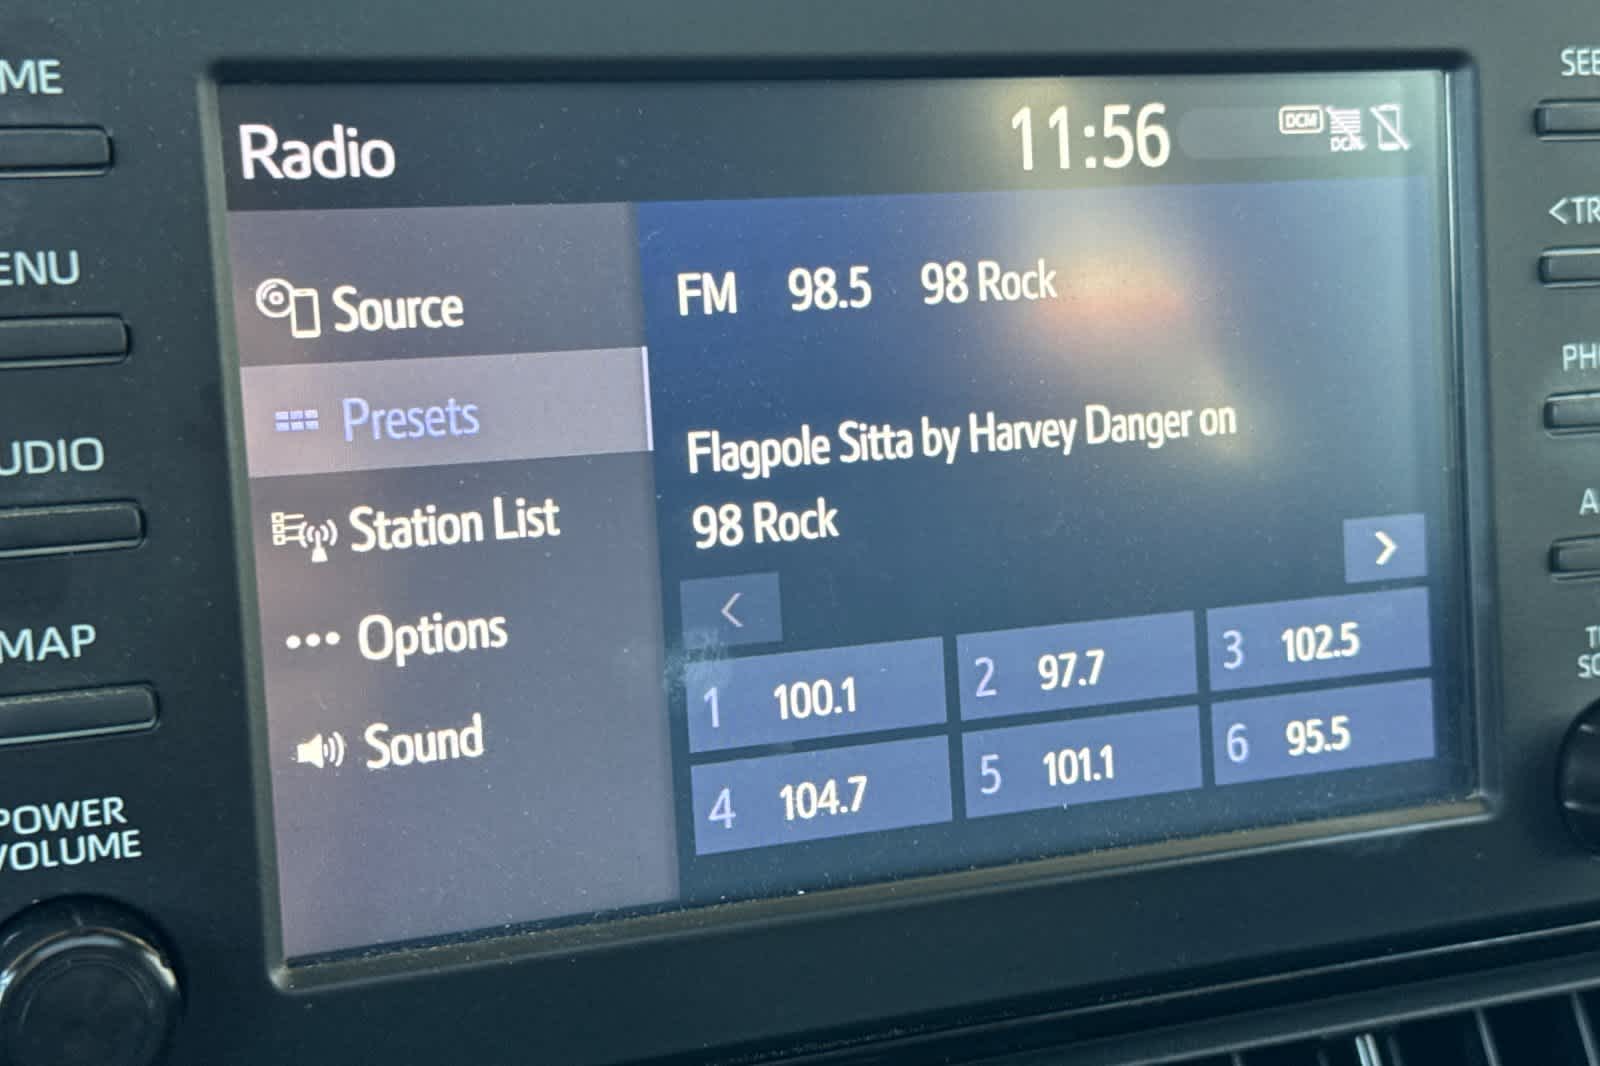 ME
ENU
UDIO
MAP
POWER
VOLUME
Radio
11:56
DCM
DCM
Source
Presets
Station List
Options
Sound
FM 98.5 98 Rock
Flagpole Sitta by Harvey Danger on
98 Rock
<
>
1 100.1
2 97.7
3 102.5
4 104.7
5 101.1
6 95.5
SEE
<TR
PH
A
T
SC